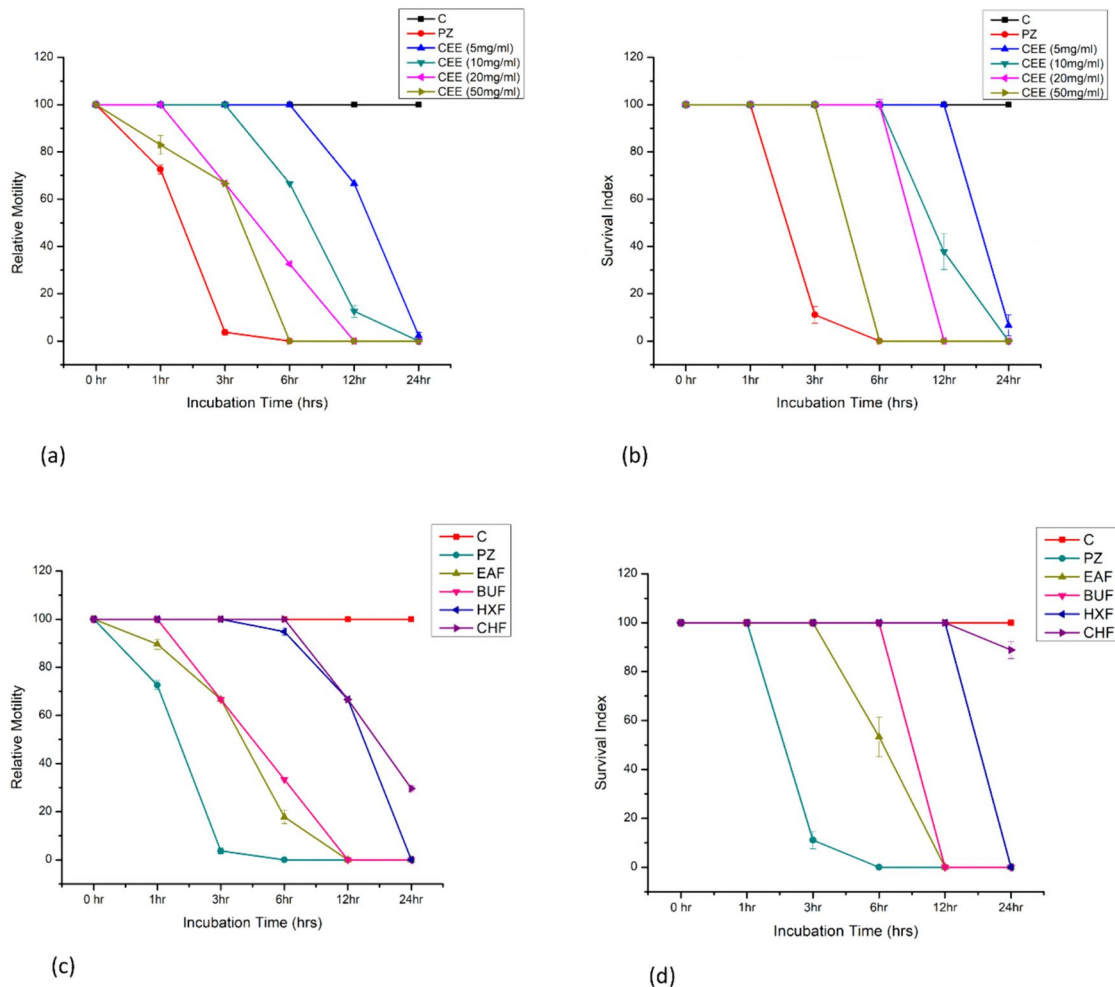 C
PZ
CEE (5mg/ml)
CEE (10mg/ml)
CEE (20mg/ml)
CEE (50mg/ml)
120
100
80
60
40
20
0
Relative Motility
0 hr 1hr 3hr 6hr 12hr 24hr
Incubation Time (hrs)
(a)
C
PZ
CEE (5mg/ml)
CEE (10mg/ml)
CEE (20mg/ml)
CEE (50mg/ml)
120
100
80
60
40
20
0
Survival Index
0 hr 1hr 3hr 6hr 12hr 24hr
Incubation Time (hrs)
(b)
C
PZ
EAF
BUF
HXF
CHF
120
100
80
60
40
20
0
Relative Motility
0 hr 1hr 3hr 6hr 12hr 24hr
Incubation Time (hrs)
(c)
C
PZ
EAF
BUF
HXF
CHF
120
100
80
60
40
20
0
Survival Index
0 hr 1hr 3hr 6hr 12hr 24hr
Incubation Time (hrs)
(d)